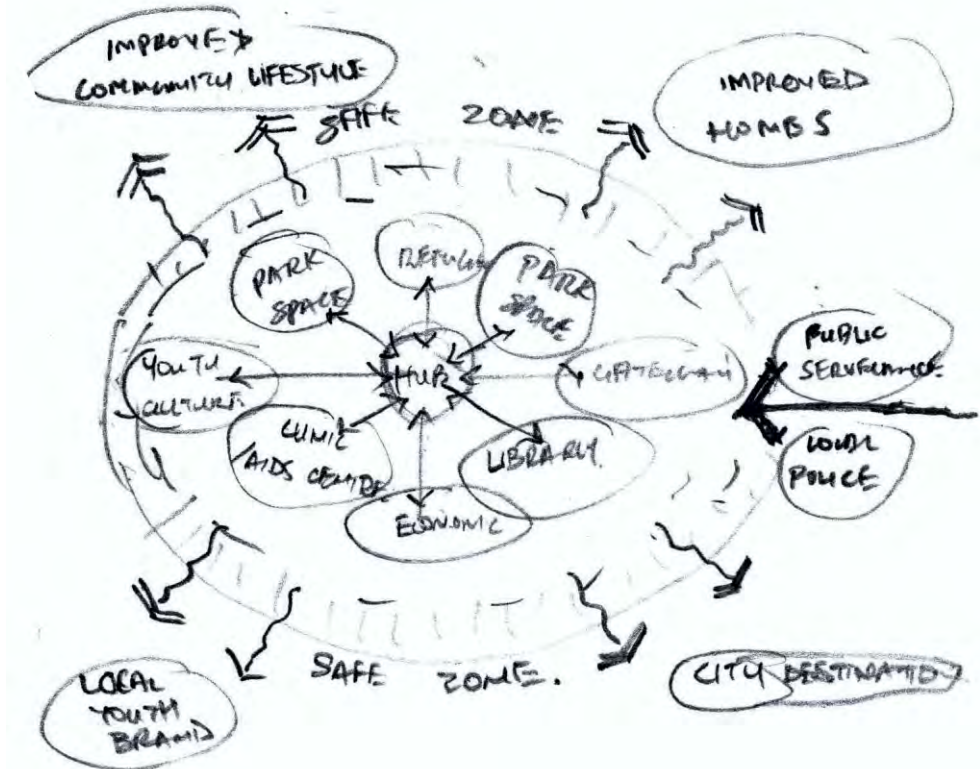 IMPROVED
COMMUNITY LIFESTYLE
SAFE ZONE
IMPROVED
HOMES
PARK
SPACE
PARK
SPACE
YOUTH
CULTURE
HUB
PUBLIC
CLINIC
AIDS CENTRE
LIBRARY
ECONOMIC
LOCAL
POLICE
SAFE ZONE.
LOCAL
YOUTH
BRAND
CITY DESTINATION